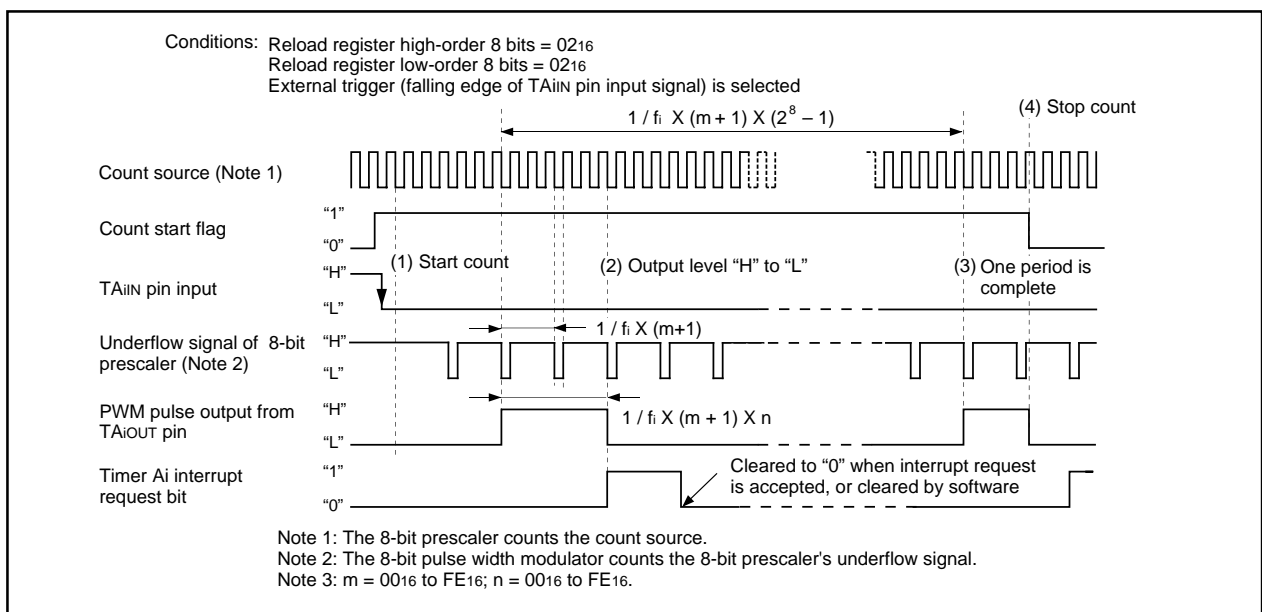 Conditions: Reload register high-order 8 bits = 0216
Reload register low-order 8 bits = 0216
External trigger (falling edge of TAiIN pin input signal) is selected
(4) Stop count
1 / fi X (m + 1) X (2^8 – 1)
Count source (Note 1)
“1”
Count start flag
“0”
“H”
(1) Start count
(2) Output level “H” to “L”
(3) One period is
complete
TAiIN pin input
“L”
1 / fi X (m+1)
Underflow signal of 8-bit
prescaler (Note 2)
“H”
“L”
PWM pulse output from
TAiOUT pin
“H”
1 / fi X (m + 1) X n
“L”
Timer Ai interrupt
request bit
“1”
“0”
Cleared to “0” when interrupt request
is accepted, or cleared by software
Note 1: The 8-bit prescaler counts the count source.
Note 2: The 8-bit pulse width modulator counts the 8-bit prescaler's underflow signal.
Note 3: m = 0016 to FE16; n = 0016 to FE16.